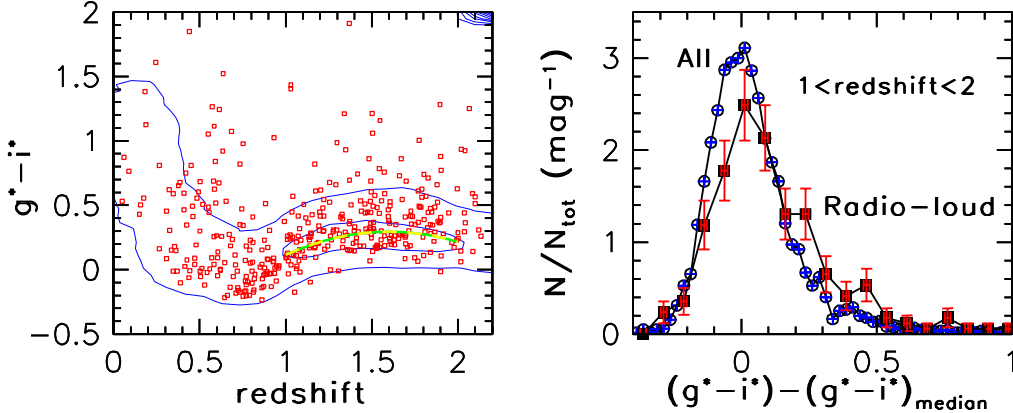 2
1.5
1
0.5
0
−0.5
g*−i*
0 0.5 1 1.5 2
redshift
3
2
1
0
N/N_tot (mag⁻¹)
All
1<redshift<2
Radio−loud
0 0.5 1
(g*−i*)−(g*−i*)_median